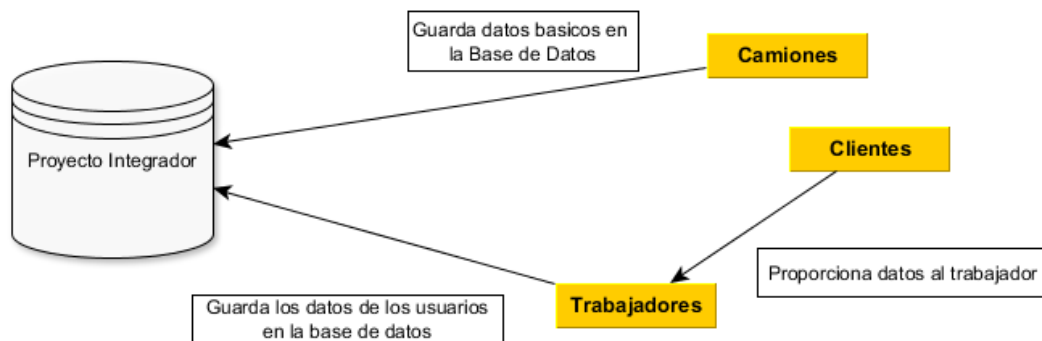 Guarda datos basicos en
la Base de Datos
Camiones
Proyecto Integrador
Clientes
Proporciona datos al trabajador
Trabajadores
Guarda los datos de los usuarios
en la base de datos